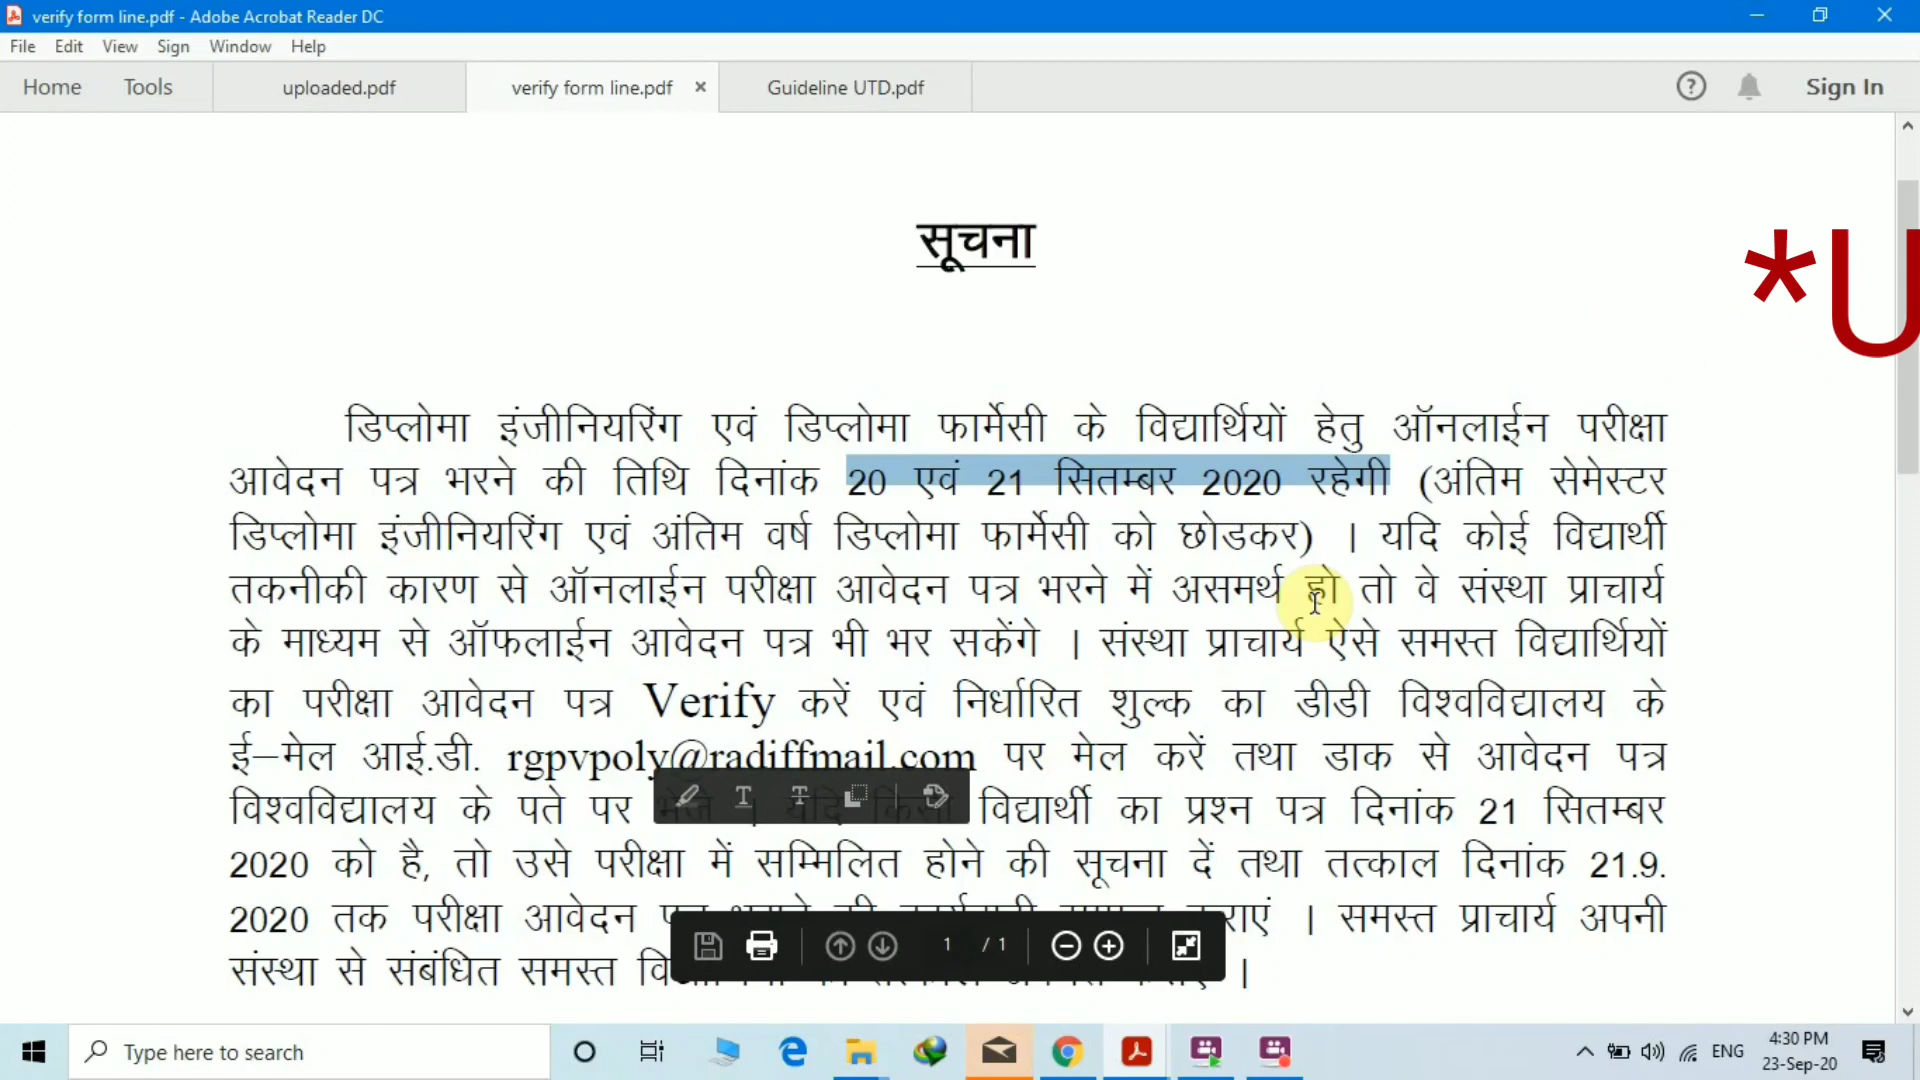 verify form line.pdf - Adobe Acrobat Reader DC
File Edit View Sign Window Help
Home Tools uploaded.pdf verify form line.pdf × Guideline UTD.pdf Sign In
सूचना
*U
डिप्लोमा इंजीनियरिंग एवं डिप्लोमा फार्मेसी के विद्यार्थियों हेतु ऑनलाईन परीक्षा
आवेदन पत्र भरने की तिथि दिनांक 20 एवं 21 सितम्बर 2020 रहेगी (अंतिम सेमेस्टर
डिप्लोमा इंजीनियरिंग एवं अंतिम वर्ष डिप्लोमा फार्मेसी को छोडकर) । यदि कोई विद्यार्थी
तकनीकी कारण से ऑनलाईन परीक्षा आवेदन पत्र भरने में असमर्थ हो तो वे संस्था प्राचार्य
के माध्यम से ऑफलाईन आवेदन पत्र भी भर सकेंगे । संस्था प्राचार्य ऐसे समस्त विद्यार्थियों
का परीक्षा आवेदन पत्र Verify करें एवं निर्धारित शुल्क का डीडी विश्वविद्यालय के
ई–मेल आई.डी. rgpvpoly@radiffmail.com पर मेल करें तथा डाक से आवेदन पत्र
विश्वविद्यालय के पते पर भेजे । यदि किसी विद्यार्थी का प्रश्न पत्र दिनांक 21 सितम्बर
2020 को है, तो उसे परीक्षा में सम्मिलित होने की सूचना दें तथा तत्काल दिनांक 21.9.
2020 तक परीक्षा आवेदन । समस्त प्राचार्य अपनी
संस्था से संबंधित समस्त ।
1 / 1
Type here to search
ENG
4:30 PM
23-Sep-20